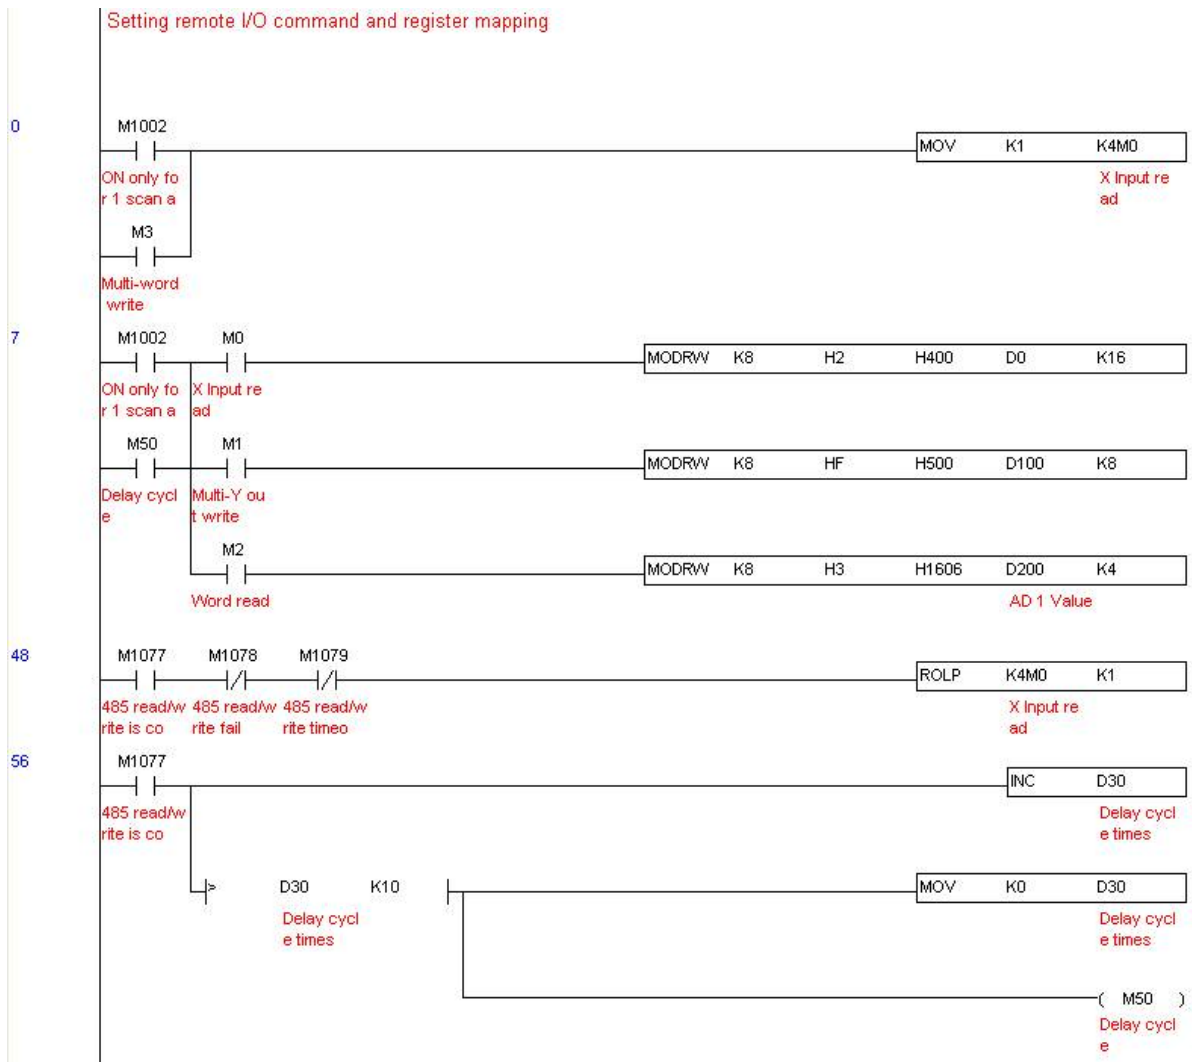 Setting remote I/O command and register mapping
0
M1002
MOV K1 K4M0
ON only fo
r 1 scan a
X Input re
ad
M3
Multi-word
write
7
M1002 M0
MODRW K8 H2 H400 D0 K16
ON only fo X Input re
r 1 scan a ad
M50 M1
MODRW K8 HF H500 D100 K8
Delay cycl Multi-Y ou
e t write
M2
MODRW K8 H3 H1606 D200 K4
Word read AD 1 Value
48
M1077 M1078 M1079
ROLP K4M0 K1
485 read/w 485 read/w 485 read/w X Input re
rite is co rite fail rite timeo ad
56
M1077
INC D30
485 read/w Delay cycl
rite is co e times
> D30 K10 MOV K0 D30
Delay cycl Delay cycl
e times e times
( M50 )
Delay cycl
e